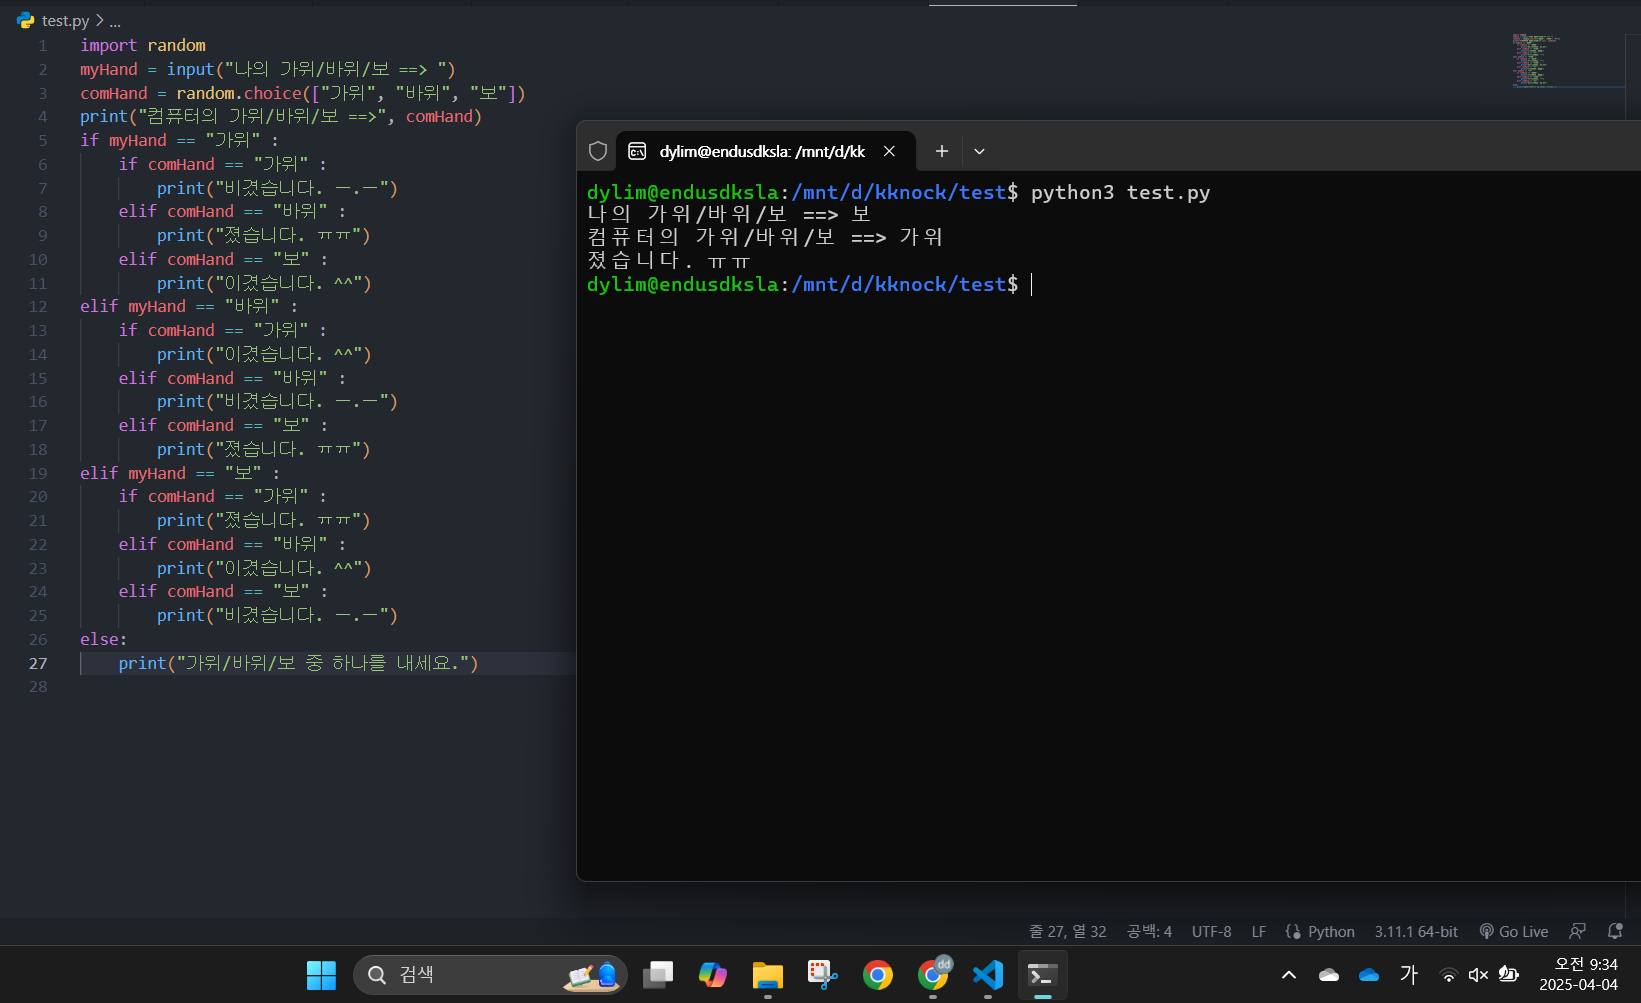 test.py > ...
1 import random
2 myHand = input("나의 가위/바위/보 ==> ")
3 comHand = random.choice(["가위", "바위", "보"])
4 print("컴퓨터의 가위/바위/보 ==>", comHand)
5 if myHand == "가위" :
6 if comHand == "가위" :
7 print("비겼습니다. ㅡ.ㅡ")
8 elif comHand == "바위" :
9 print("졌습니다. ㅠㅠ")
10 elif comHand == "보" :
11 print("이겼습니다. ^^")
12 elif myHand == "바위" :
13 if comHand == "가위" :
14 print("이겼습니다. ^^")
15 elif comHand == "바위" :
16 print("비겼습니다. ㅡ.ㅡ")
17 elif comHand == "보" :
18 print("졌습니다. ㅠㅠ")
19 elif myHand == "보" :
20 if comHand == "가위" :
21 print("졌습니다. ㅠㅠ")
22 elif comHand == "바위" :
23 print("이겼습니다. ^^")
24 elif comHand == "보" :
25 print("비겼습니다. ㅡ.ㅡ")
26 else:
27 print("가위/바위/보 중 하나를 내세요.")
28
dylim@endusdksla: /mnt/d/kk
dylim@endusdksla:/mnt/d/kknock/test$ python3 test.py
나의 가위/바위/보 ==> 보
컴퓨터의 가위/바위/보 ==> 가위
졌습니다. ㅠㅠ
dylim@endusdksla:/mnt/d/kknock/test$
줄 27, 열 32 공백: 4 UTF-8 LF Python 3.11.1 64-bit Go Live
검색
dd
가
오전 9:34
2025-04-04